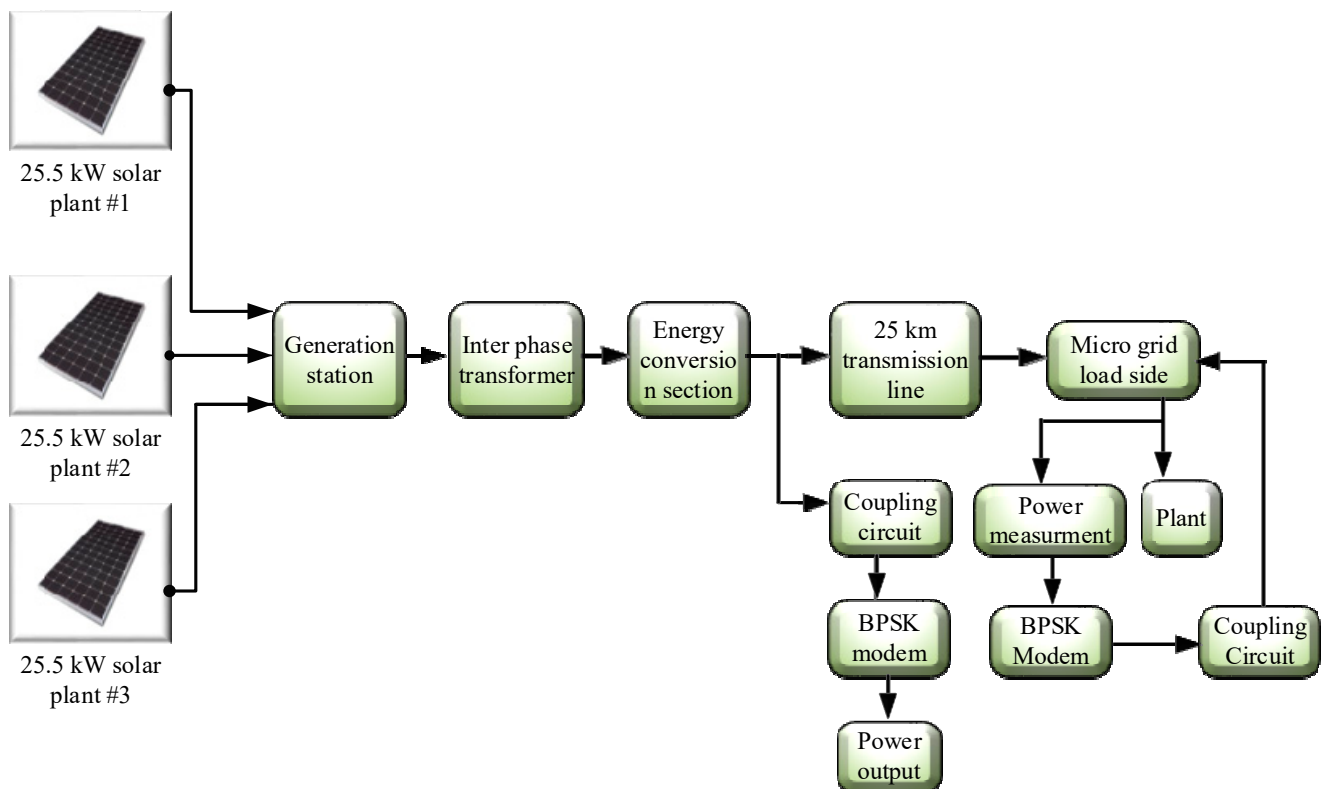 25.5 kW solar
plant #1
25.5 kW solar
plant #2
25.5 kW solar
plant #3
Generation
station
Inter phase
transformer
Energy
conversio
n section
25 km
transmission
line
Micro grid
load side
Coupling
circuit
Power
measurment
Plant
BPSK
modem
BPSK
Modem
Coupling
Circuit
Power
output